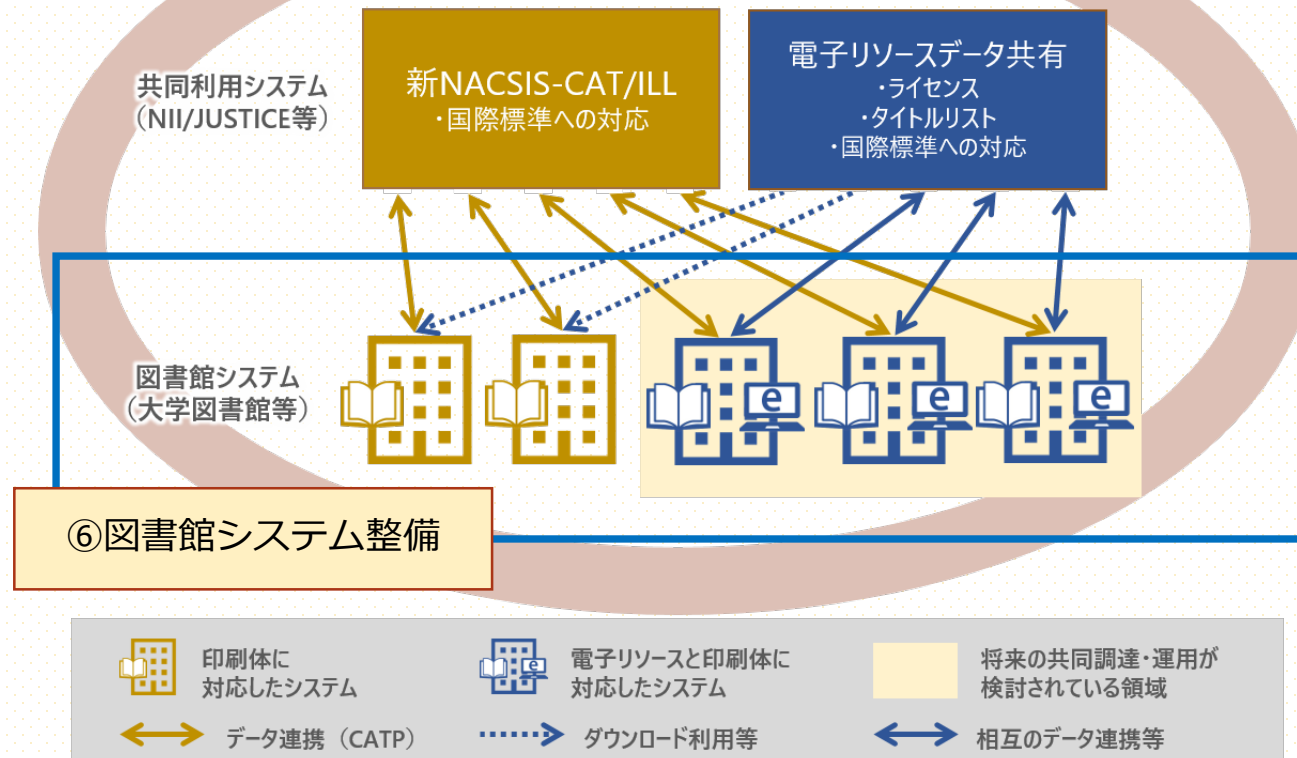 共同利用システム
（NII/JUSTICE等）
新NACSIS-CAT/ILL
・国際標準への対応
電子リソースデータ共有
・ライセンス
・タイトルリスト
・国際標準への対応
図書館システム
（大学図書館等）
e
e
e
⑥図書館システム整備
印刷体に
対応したシステム
e
電子リソースと印刷体に
対応したシステム
将来の共同調達・運用が
検討されている領域
データ連携（CATP）
ダウンロード利用等
相互のデータ連携等